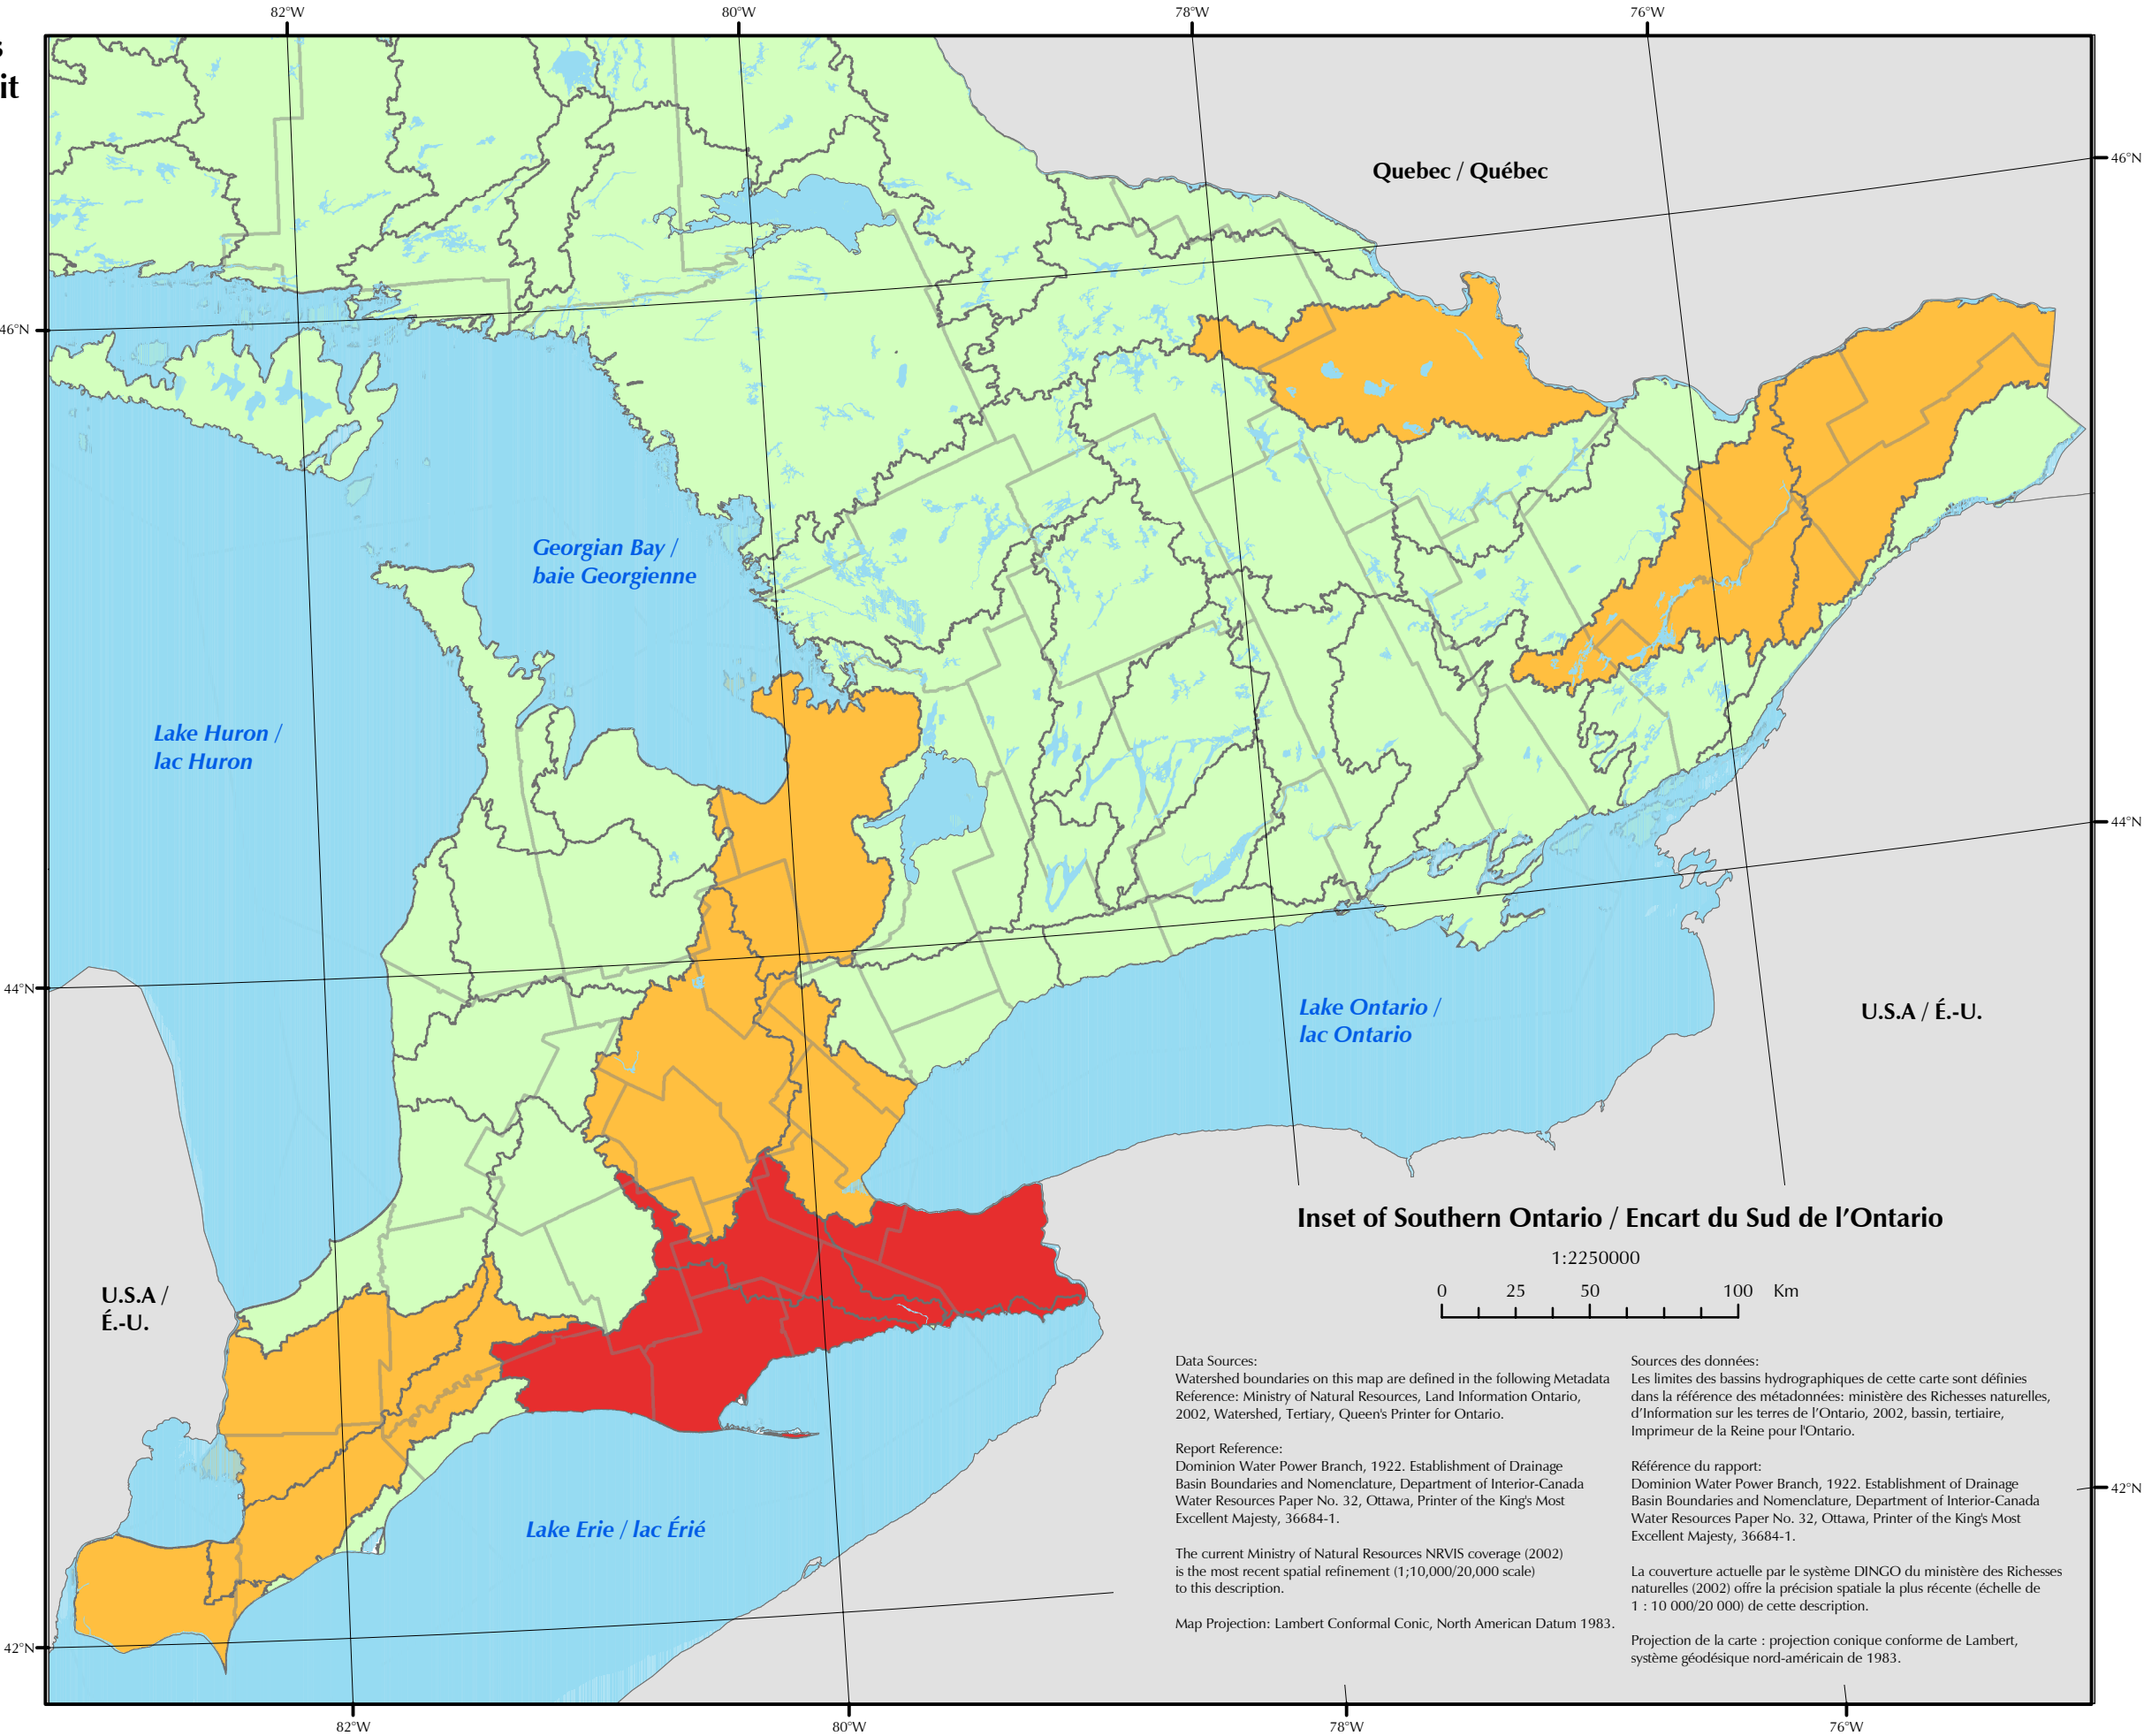 82°W
80°W
78°W
76°W
s
it
Quebec / Québec
46°N
46°N
Georgian Bay /
baie Georgienne
Lake Huron /
lac Huron
44°N
44°N
Lake Ontario /
lac Ontario
U.S.A / É.-U.
Inset of Southern Ontario / Encart du Sud de l’Ontario
1:2250000
0 25 50 100 Km
U.S.A /
É.-U.
Lake Erie / lac Érié
Data Sources:
Watershed boundaries on this map are defined in the following Metadata
Reference: Ministry of Natural Resources, Land Information Ontario,
2002, Watershed, Tertiary, Queen's Printer for Ontario.
Report Reference:
Dominion Water Power Branch, 1922. Establishment of Drainage
Basin Boundaries and Nomenclature, Department of Interior-Canada
Water Resources Paper No. 32, Ottawa, Printer of the King's Most
Excellent Majesty, 36684-1.
The current Ministry of Natural Resources NRVIS coverage (2002)
is the most recent spatial refinement (1;10,000/20,000 scale)
to this description.
Map Projection: Lambert Conformal Conic, North American Datum 1983.
Sources des données:
Les limites des bassins hydrographiques de cette carte sont définies
dans la référence des métadonnées: ministère des Richesses naturelles,
d’Information sur les terres de l’Ontario, 2002, bassin, tertiaire,
Imprimeur de la Reine pour l'Ontario.
Référence du rapport:
Dominion Water Power Branch, 1922. Establishment of Drainage
Basin Boundaries and Nomenclature, Department of Interior-Canada
Water Resources Paper No. 32, Ottawa, Printer of the King's Most
Excellent Majesty, 36684-1.
La couverture actuelle par le système DINGO du ministère des Richesses
naturelles (2002) offre la précision spatiale la plus récente (échelle de
1 : 10 000/20 000) de cette description.
Projection de la carte : projection conique conforme de Lambert,
système géodésique nord-américain de 1983.
42°N
42°N
82°W
80°W
78°W
76°W